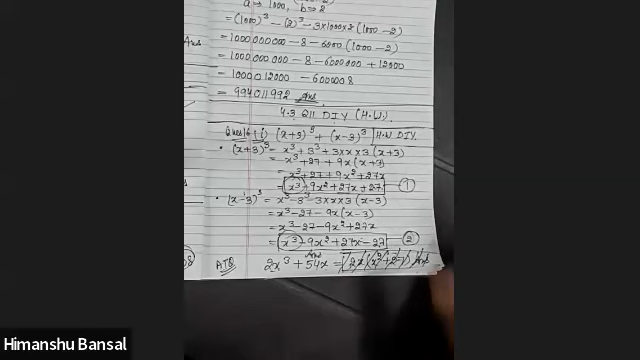 a ⇒ 1000, b ⇒ 2
= (1000)³ - (2)³ - 3×1000×2 (1000-2)
= 1000000000 - 8 - 6000 (1000-2)
Ans
= 1000000000 - 8 - 6000000 + 12000
= 1000012000 - 6000008
= 994011992 Ans
4.3 Q11 DIY (H.W.)
Ques 16 (i) (x+3)³ + (x-3)³ H.W DIY.
• (x+3)³ = x³ + 3³ + 3×x×3 (x+3)
= x³ + 27 + 9x (x+3)
= x³ + 27 + 9x² + 27x
= x³ + 9x² + 27x + 27 ①
• (x-3)³ = x³ - 3³ - 3×x×3 (x-3)
= x³ - 27 - 9x (x-3)
= x³ - 27 - 9x² + 27x
= x³ - 9x² + 27x - 27 ②
ATQ 2x³ + 54x = Ans
Himanshu Bansal